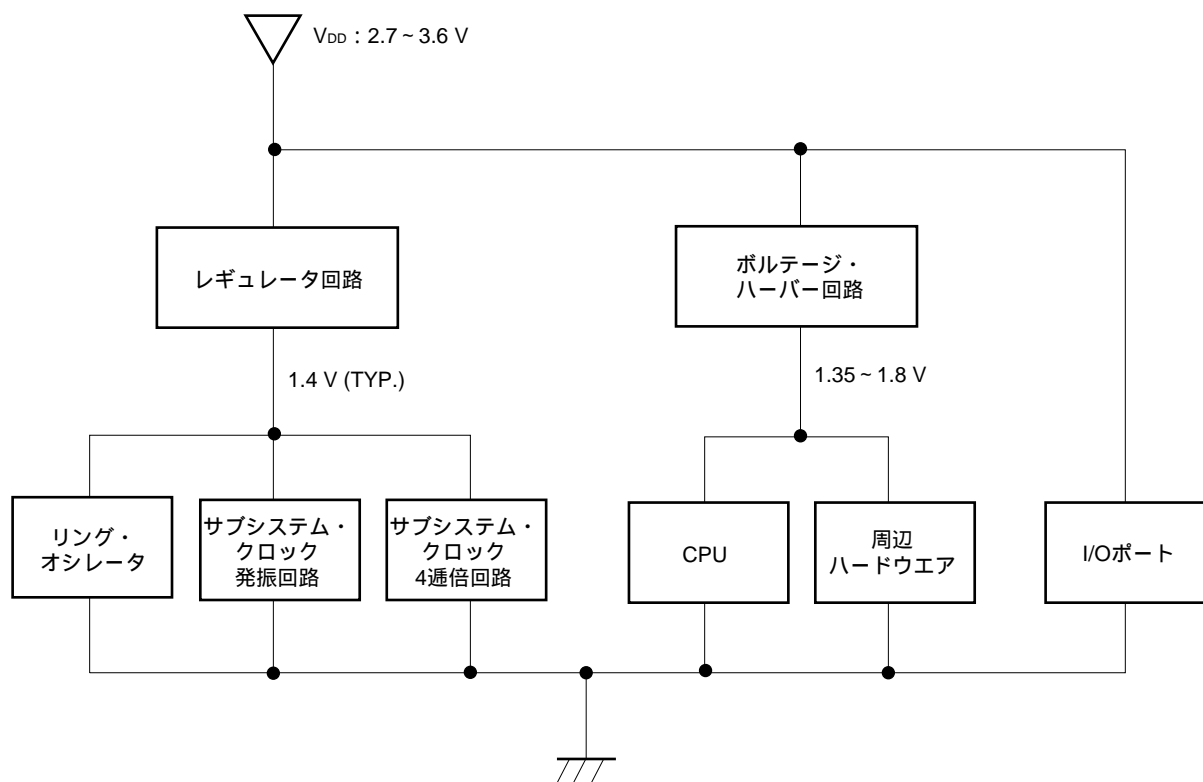 VDD : 2.7 ~ 3.6 V
レギュレータ回路
ボルテージ・
ハーバー回路
1.4 V (TYP.)
1.35 ~ 1.8 V
リング・
オシレータ
サブシステム・
クロック
発振回路
サブシステム・
クロック
4逓倍回路
CPU
周辺
ハードウエア
I/Oポート